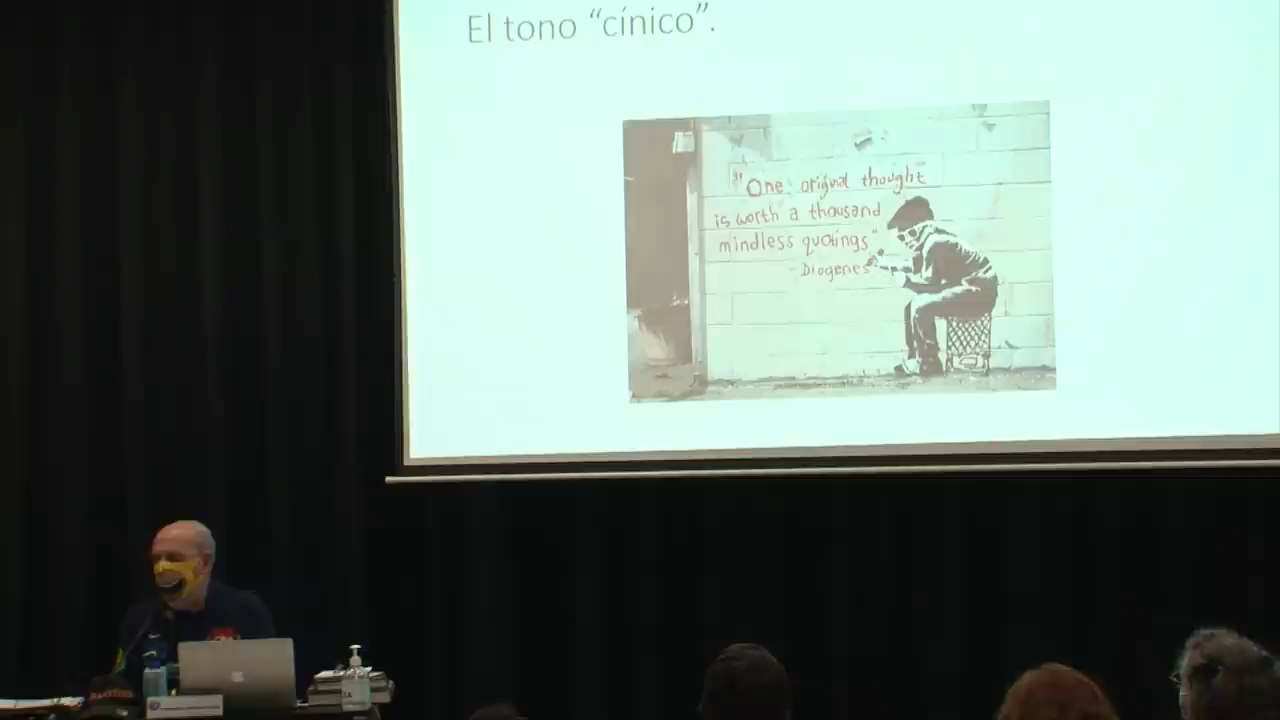 El tono “cínico”.
"One original thought
is worth a thousand
mindless quotings"
-Diogenes